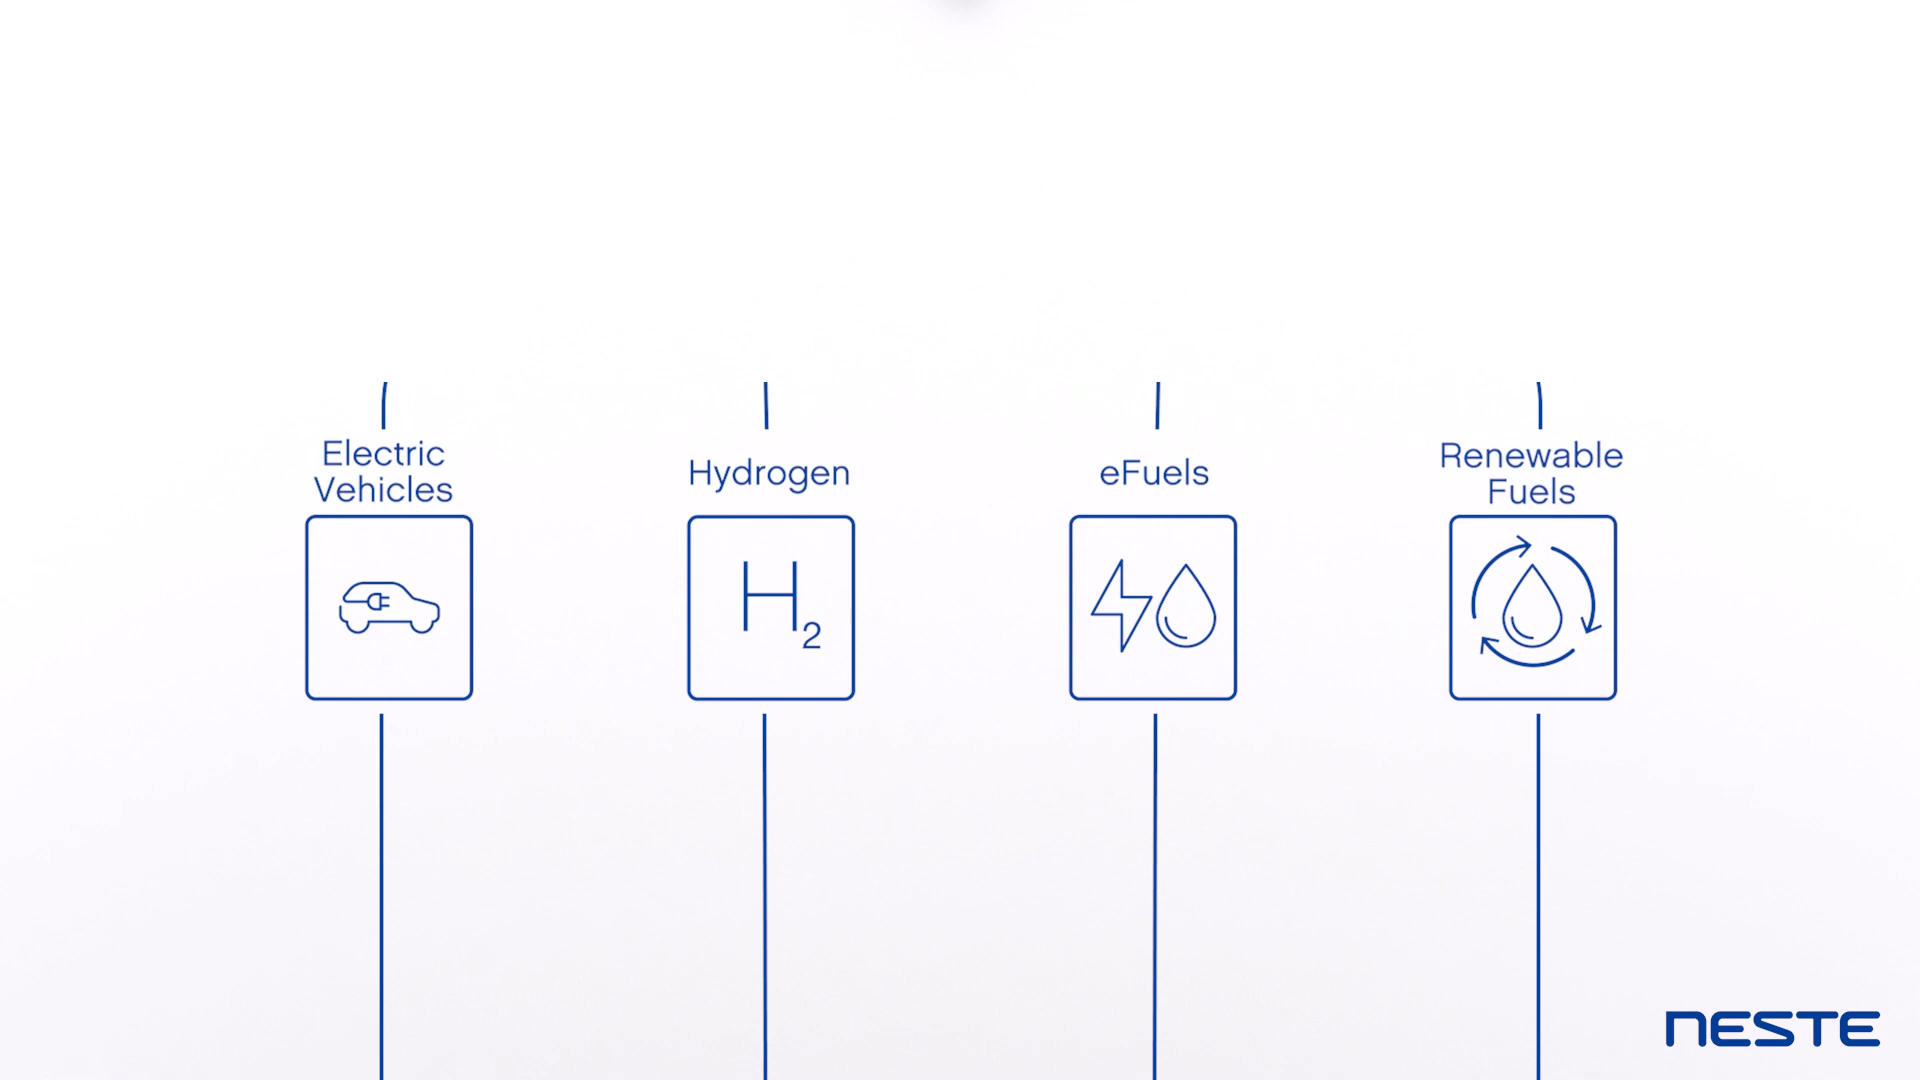 Electric
Vehicles
Hydrogen
eFuels
Renewable
Fuels
H2
NESTE